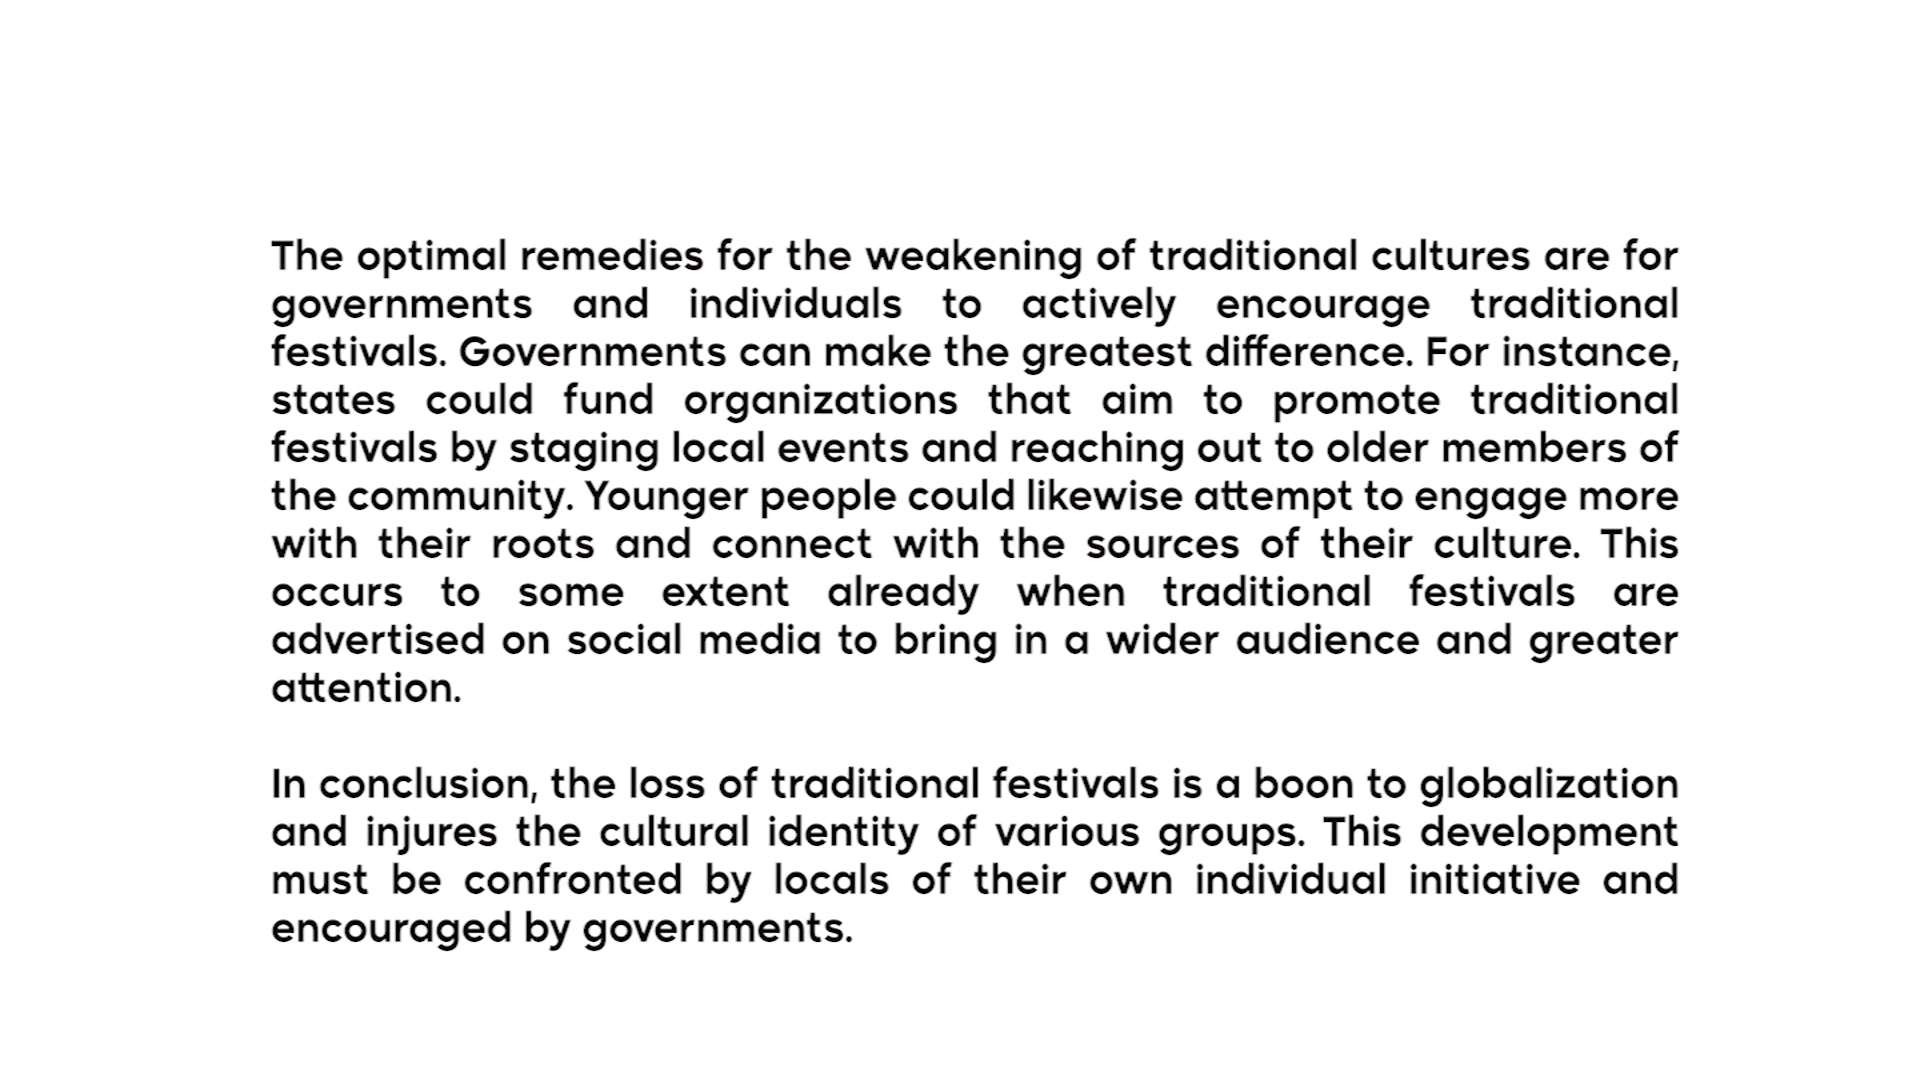 The optimal remedies for the weakening of traditional cultures are for
governments and individuals to actively encourage traditional
festivals. Governments can make the greatest difference. For instance,
states could fund organizations that aim to promote traditional
festivals by staging local events and reaching out to older members of
the community. Younger people could likewise attempt to engage more
with their roots and connect with the sources of their culture. This
occurs to some extent already when traditional festivals are
advertised on social media to bring in a wider audience and greater
attention.

In conclusion, the loss of traditional festivals is a boon to globalization
and injures the cultural identity of various groups. This development
must be confronted by locals of their own individual initiative and
encouraged by governments.